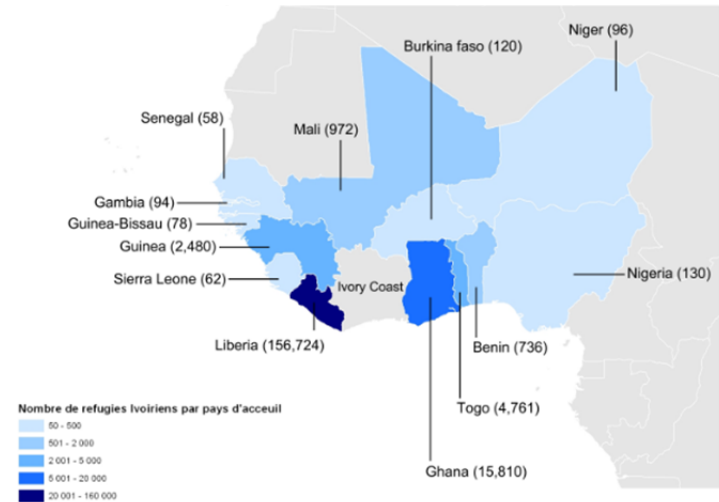 Niger (96)
Burkina faso (120)
Senegal (58)
Mali (972)
Gambia (94)
Guinea-Bissau (78)
Guinea (2,480)
Sierra Leone (62)
Ivory Coast
Nigeria (130)
Liberia (156,724)
Benin (736)
Togo (4,761)
Ghana (15,810)
Nombre de refugies Ivoiriens par pays d'acceuil
50 - 500
501 - 2 000
2 001 - 5 000
5 001 - 20 000
20 001 - 160 000